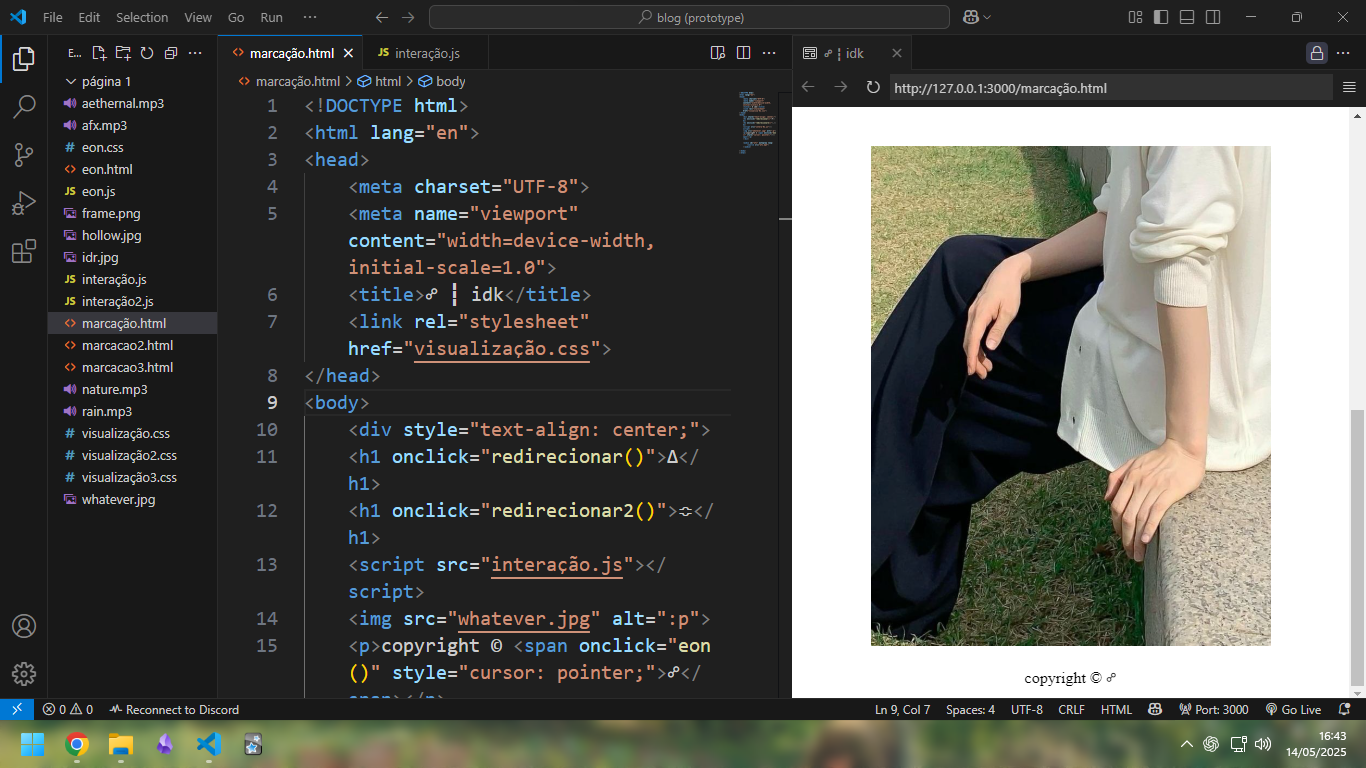 File Edit Selection View Go Run ··· blog (prototype)
E... ···
página 1
aethernal.mp3
afx.mp3
# eon.css
<> eon.html
JS eon.js
frame.png
hollow.jpg
idr.jpg
JS interação.js
JS interação2.js
<> marcação.html
<> marcacao2.html
<> marcacao3.html
nature.mp3
rain.mp3
# visualização.css
# visualização2.css
# visualização3.css
whatever.jpg
<> marcação.html × JS interação.js ···
<> marcação.html > html > body
1 <!DOCTYPE html>
2 <html lang="en">
3 <head>
4 <meta charset="UTF-8">
5 <meta name="viewport"
content="width=device-width,
initial-scale=1.0">
6 <title>☍ ┇ idk</title>
7 <link rel="stylesheet"
href="visualização.css">
8 </head>
9 <body>
10 <div style="text-align: center;">
11 <h1 onclick="redirecionar()">∆</
h1>
12 <h1 onclick="redirecionar2()">≎</
h1>
13 <script src="interação.js"></
script>
14 <img src="whatever.jpg" alt=":p">
15 <p>copyright © <span onclick="eon
()" style="cursor: pointer;">☍</
span></p>
☍ ┇ idk × ···
http://127.0.0.1:3000/marcação.html
copyright © ☍
0 0 Reconnect to Discord Ln 9, Col 7 Spaces: 4 UTF-8 CRLF HTML Port: 3000 Go Live
16:43
14/05/2025